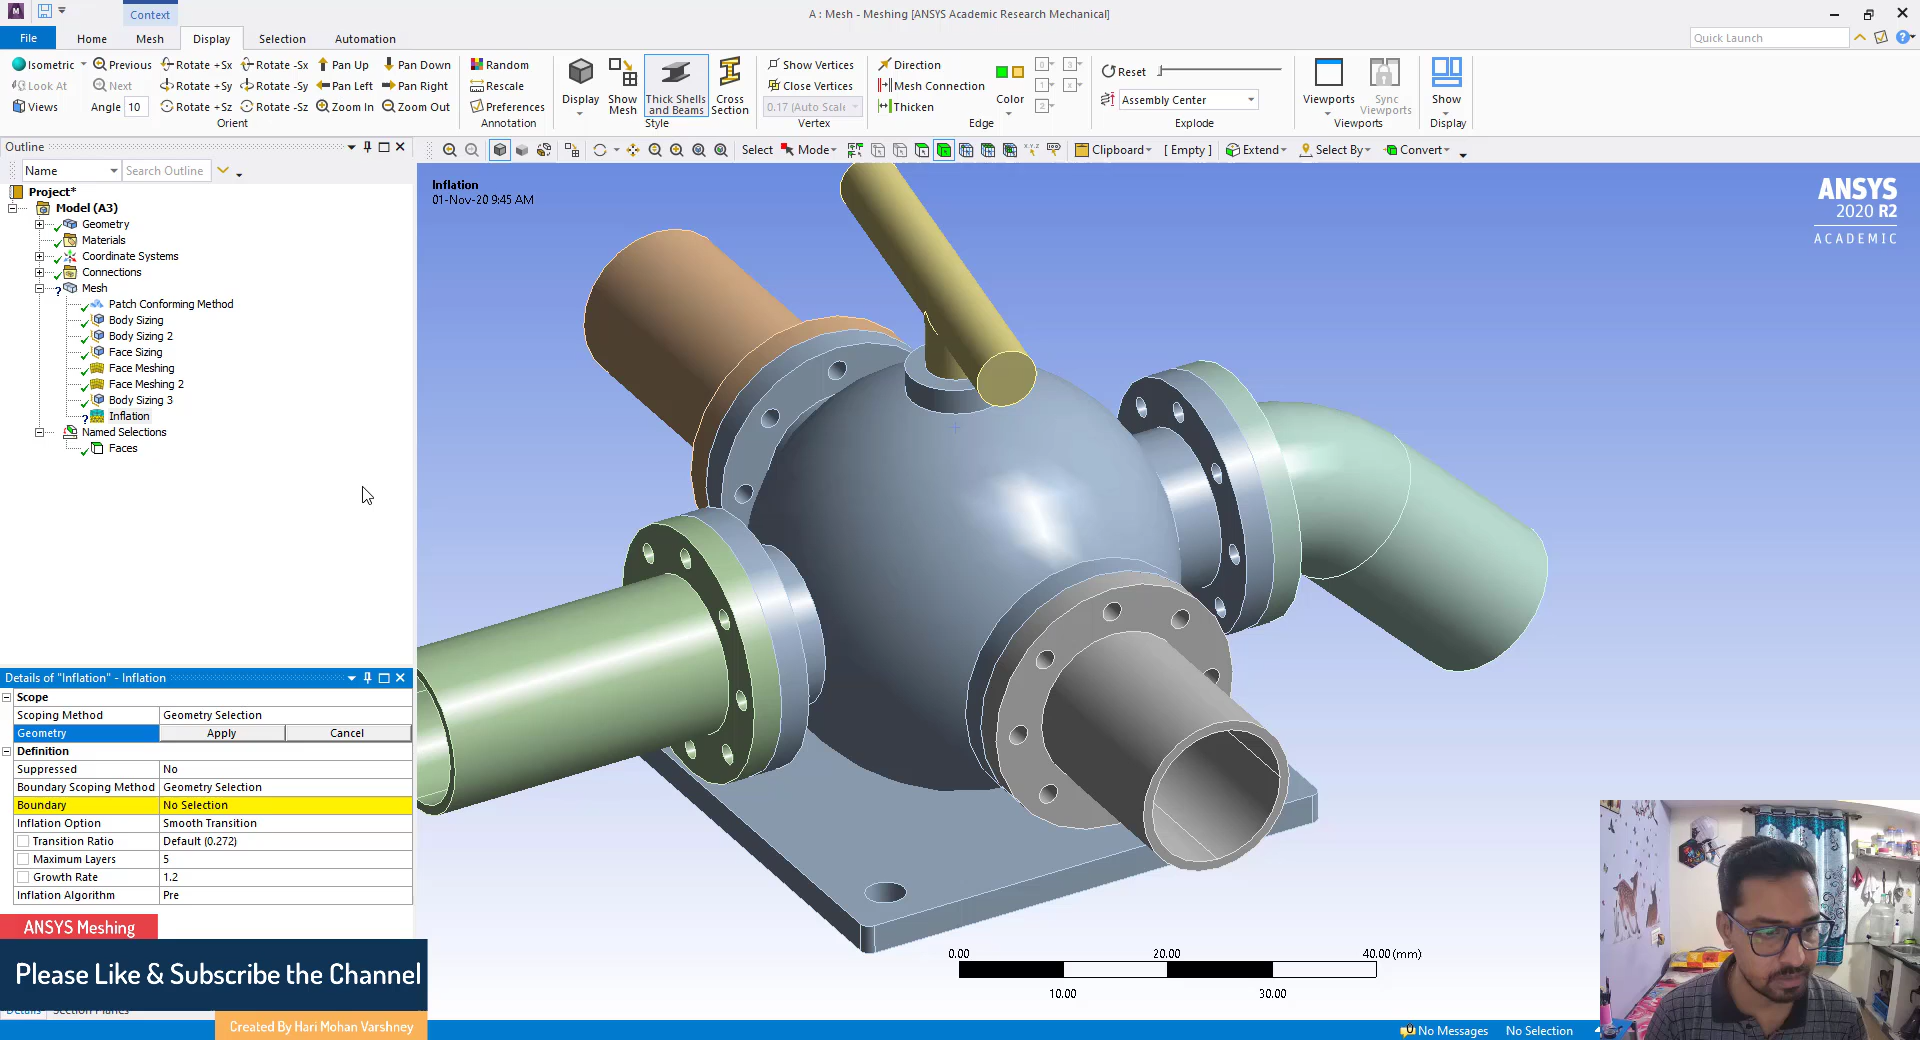 Context
A : Mesh - Meshing [ANSYS Academic Research Mechanical]
File
Home
Mesh
Display
Selection
Automation
Quick Launch
Isometric
Previous
Rotate +Sx
Rotate -Sx
Pan Up
Pan Down
Look At
Next
Rotate +Sy
Rotate -Sy
Pan Left
Pan Right
Views
Angle 10
Rotate +Sz
Rotate -Sz
Zoom In
Zoom Out
Orient
Random
Rescale
Preferences
Annotation
Display
Show Mesh
Thick Shells and Beams
Cross Section
Style
Show Vertices
Close Vertices
0.17 (Auto Scale
Vertex
Direction
Mesh Connection
Thicken
Color
Edge
Reset
Assembly Center
Explode
Viewports
Sync Viewports
Viewports
Show
Display
Outline
Name
Search Outline
Select
Mode
Clipboard
[ Empty ]
Extend
Select By
Convert
Project*
Model (A3)
Geometry
Materials
Coordinate Systems
Connections
Mesh
Patch Conforming Method
Body Sizing
Body Sizing 2
Face Sizing
Face Meshing
Face Meshing 2
Body Sizing 3
Inflation
Named Selections
Faces
Inflation
01-Nov-20 9:45 AM
ANSYS
2020 R2
ACADEMIC
Details of "Inflation" - Inflation
Scope
Scoping Method Geometry Selection
Geometry Apply Cancel
Definition
Suppressed No
Boundary Scoping Method Geometry Selection
Boundary No Selection
Inflation Option Smooth Transition
Transition Ratio Default (0.272)
Maximum Layers 5
Growth Rate 1.2
Inflation Algorithm Pre
ANSYS Meshing
Please Like & Subscribe the Channel
Created By Hari Mohan Varshney
0.00 20.00 40.00 (mm)
10.00 30.00
No Messages
No Selection